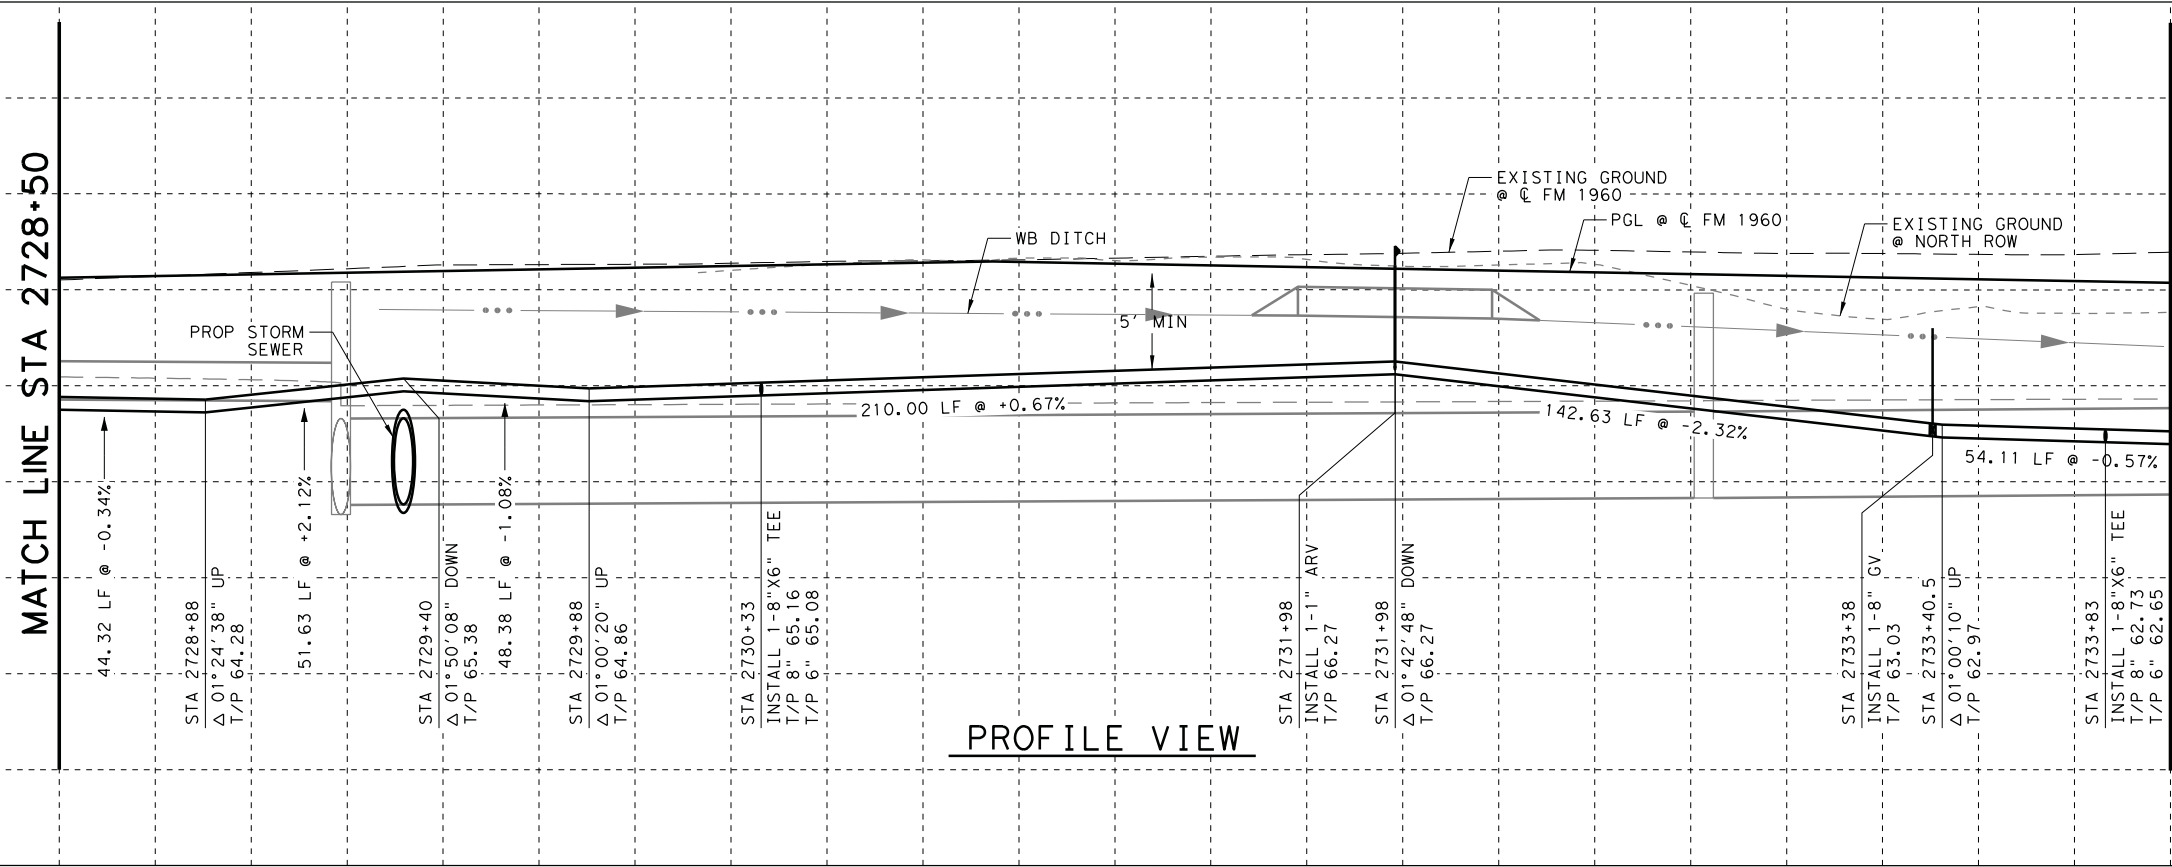 MATCH LINE STA 2728+50
EXISTING GROUND
@ ℄ FM 1960
PGL @ ℄ FM 1960
EXISTING GROUND
@ NORTH ROW
WB DITCH
PROP STORM
SEWER
5' MIN
210.00 LF @ +0.67%
142.63 LF @ -2.32%
54.11 LF @ -0.57%
44.32 LF @ -0.34%
STA 2728+88
Δ 01°24'38" UP
T/P 64.28
51.63 LF @ +2.12%
STA 2729+40
Δ 01°50'08" DOWN
T/P 65.38
48.38 LF @ -1.08%
STA 2729+88
Δ 01°00'20" UP
T/P 64.86
STA 2730+33
INSTALL 1-8"X6" TEE
T/P 8" 65.16
T/P 6" 65.08
STA 2731+98
INSTALL 1-1" ARV
T/P 66.27
STA 2731+98
Δ 01°42'48" DOWN
T/P 66.27
STA 2733+38
INSTALL 1-8" GV
T/P 63.03
STA 2733+40.5
Δ 01°00'10" UP
T/P 62.97
STA 2733+83
INSTALL 1-8"X6" TEE
T/P 8" 62.73
T/P 6" 62.65
PROFILE VIEW